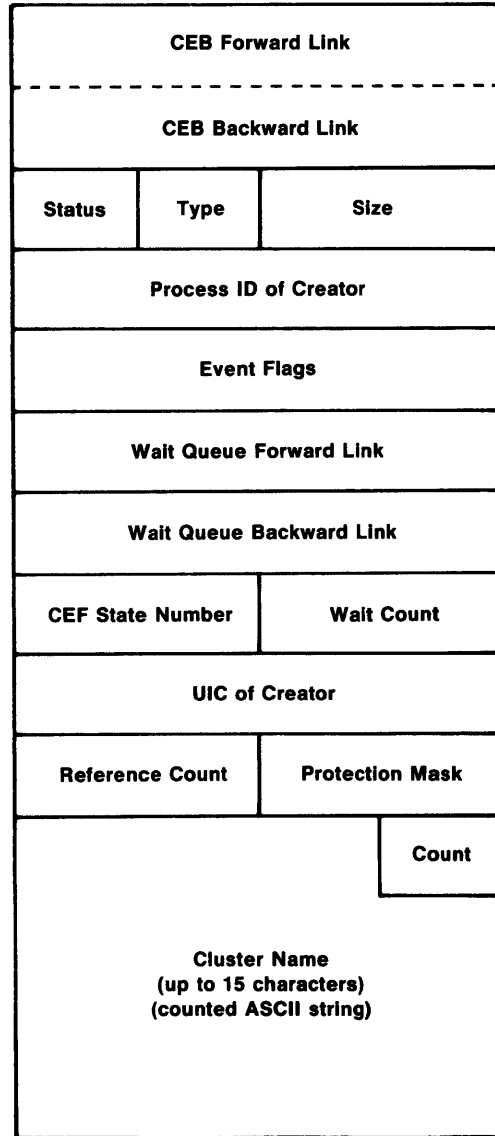 CEB Forward Link
CEB Backward Link
Status Type Size
Process ID of Creator
Event Flags
Wait Queue Forward Link
Wait Queue Backward Link
CEF State Number Wait Count
UIC of Creator
Reference Count Protection Mask
Count
Cluster Name
(up to 15 characters)
(counted ASCII string)